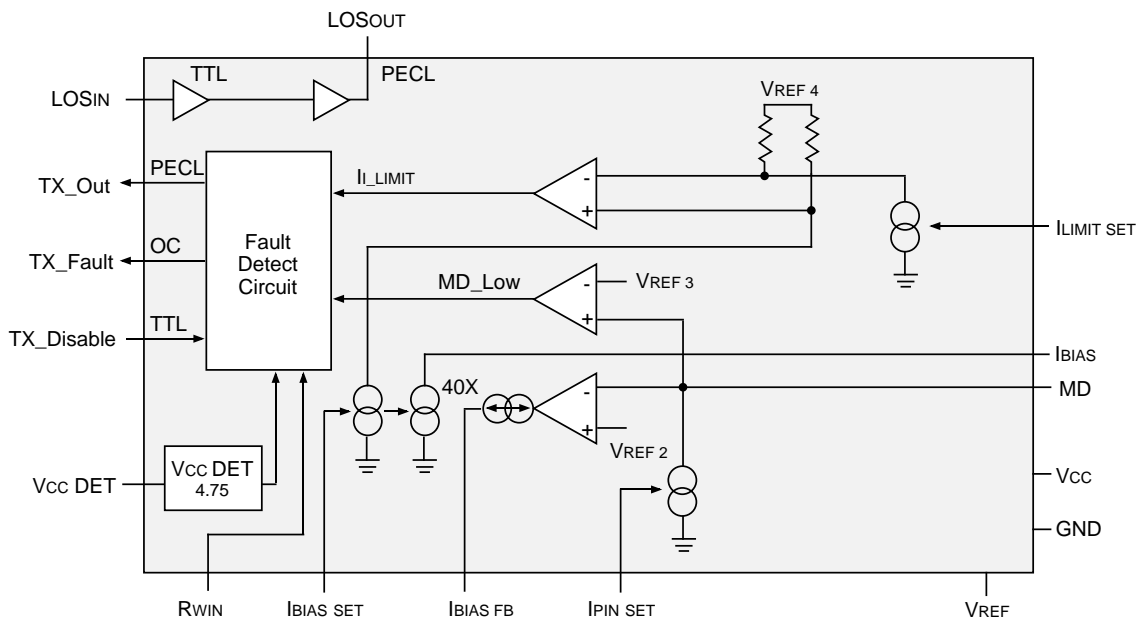 LOSOUT
TTL
PECL
LOSIN
VREF 4
PECL
TX_Out
II_LIMIT
-
+
ILIMIT SET
OC
TX_Fault
Fault
Detect
Circuit
MD_Low
-
VREF 3
+
TTL
TX_Disable
IBIAS
40X
-
MD
+
VREF 2
VCC DET
VCC DET
4.75
VCC
GND
RWIN
IBIAS SET
IBIAS FB
IPIN SET
VREF